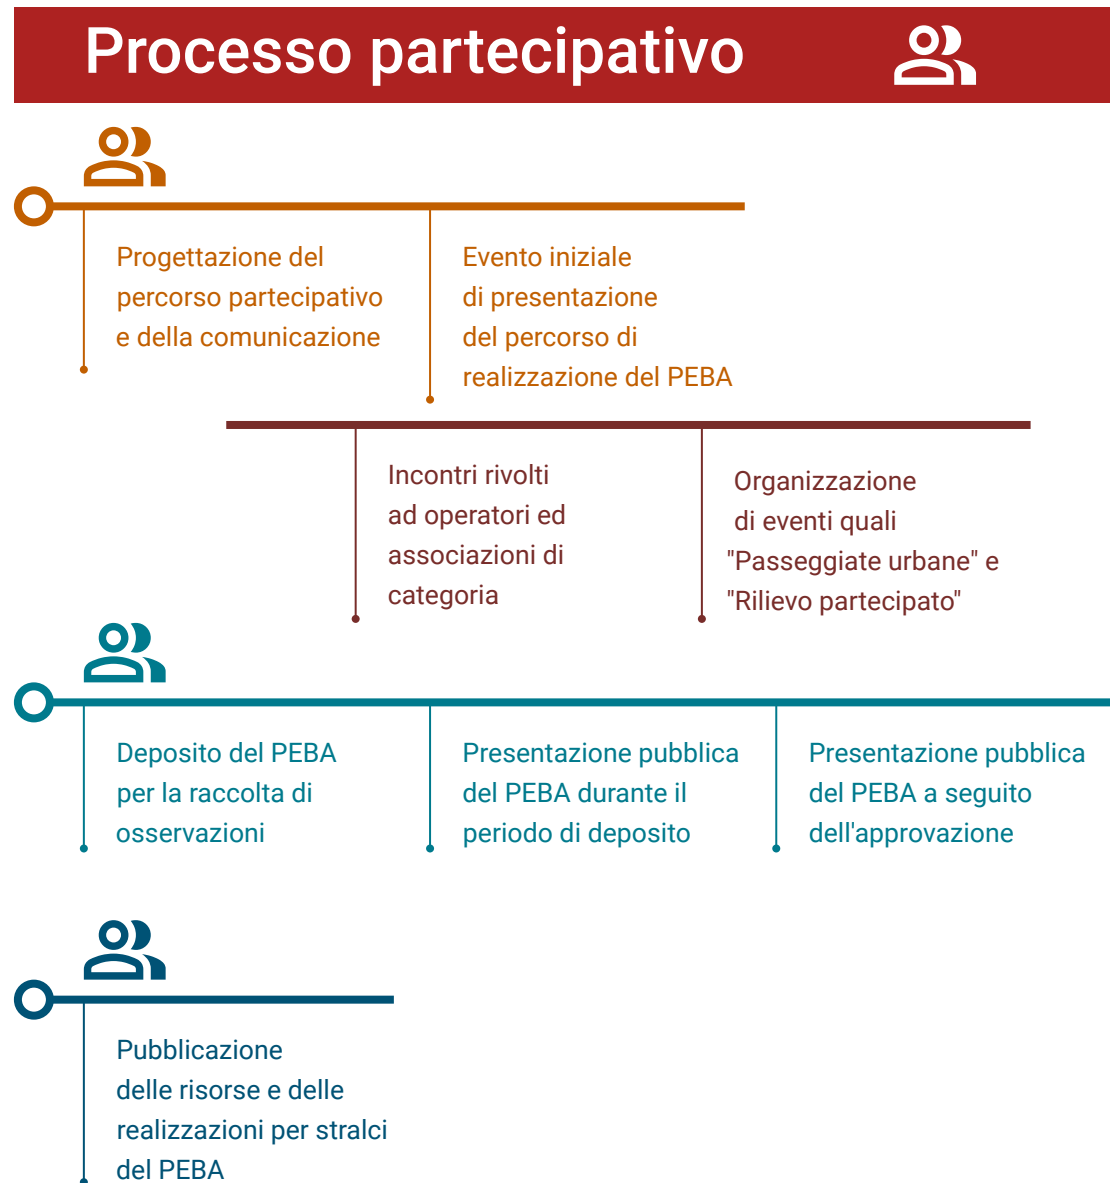 Processo partecipativo
Progettazione del
percorso partecipativo
e della comunicazione
Evento iniziale
di presentazione
del percorso di
realizzazione del PEBA
Incontri rivolti
ad operatori ed
associazioni di
categoria
Organizzazione
di eventi quali
"Passeggiate urbane" e
"Rilievo partecipato"
Deposito del PEBA
per la raccolta di
osservazioni
Presentazione pubblica
del PEBA durante il
periodo di deposito
Presentazione pubblica
del PEBA a seguito
dell'approvazione
Pubblicazione
delle risorse e delle
realizzazioni per stralci
del PEBA